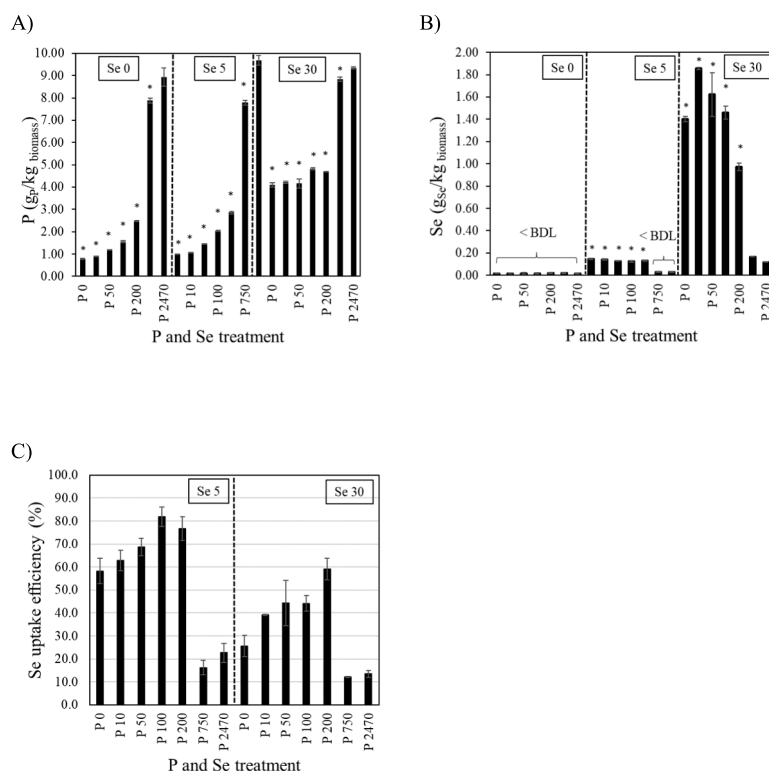 A)
10.00
9.00
8.00
7.00
6.00
5.00
4.00
3.00
2.00
1.00
0.00
P (gP/kg biomass)
Se 0
Se 5
Se 30
* * * * * *
* * * * * *
* * * * * *
P 0
P 50
P 200
P 2470
P 10
P 100
P 750
P 0
P 50
P 200
P 2470
P and Se treatment
B)
2.00
1.80
1.60
1.40
1.20
1.00
0.80
0.60
0.40
0.20
0.00
Se (gSe/kg biomass)
Se 0
Se 5
Se 30
< BDL
* * * * *
< BDL
* * * * *
P 0
P 50
P 200
P 2470
P 10
P 100
P 750
P 0
P 50
P 200
P 2470
P and Se treatment
C)
100.0
90.0
80.0
70.0
60.0
50.0
40.0
30.0
20.0
10.0
0.0
Se uptake efficiency (%)
Se 5
Se 30
P 0
P 10
P 50
P 100
P 200
P 750
P 2470
P 0
P 10
P 50
P 100
P 200
P 750
P 2470
P and Se treatment